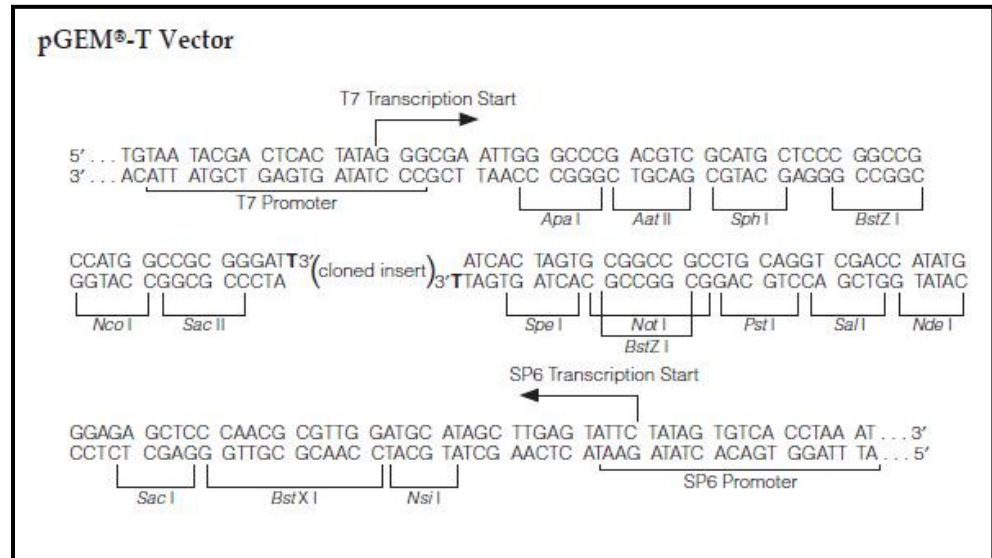 pGEM®-T Vector
T7 Transcription Start
5′ . . . TGTAA TACGA CTCAC TATAG GGCGA ATTGG GCCCG ACGTC GCATG CTCCC GGCCG
3′ . . . ACATT ATGCT GAGTG ATATC CCGCT TAACC CGGGC TGCAG CGTAC GAGGG CCGGC
T7 Promoter Apa I Aat II Sph I BstZ I
CCATG GCCGC GGGATT3′ (cloned insert) ATCAC TAGTG CGGCC GCCTG CAGGT CGACC ATATG
GGTAC CGGCG CCCTA 3′TTAGTG ATCAC GCCGG CGGAC GTCCA GCTGG TATAC
Nco I Sac II Spe I Not I Pst I Sal I Nde I
BstZ I
SP6 Transcription Start
GGAGA GCTCC CAACG CGTTG GATGC ATAGC TTGAG TATTC TATAG TGTCA CCTAA AT . . . 3′
CCTCT CGAGG GTTGC GCAAC CTACG TATCG AACTC ATAAG ATATC ACAGT GGATT TA . . . 5′
Sac I BstX I Nsi I SP6 Promoter